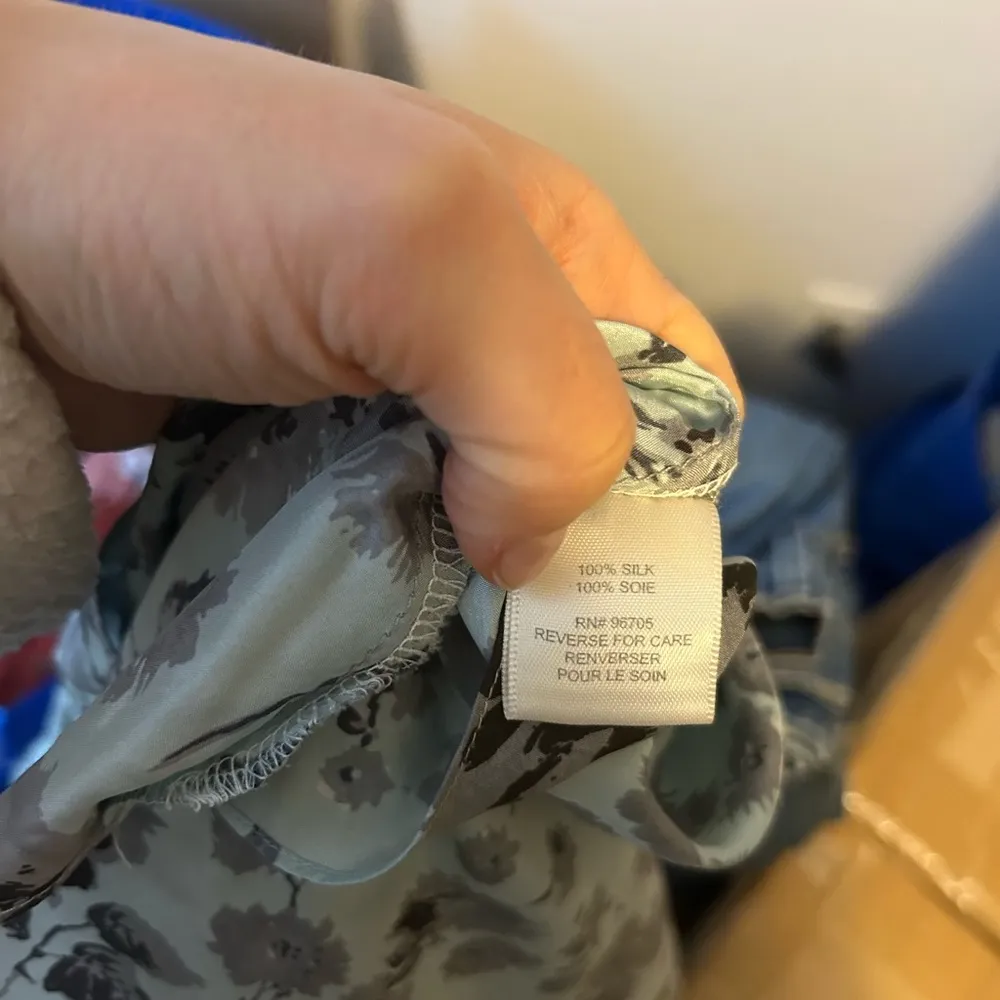 100% SILK
100% SOIE
RN# 96705
REVERSE FOR CARE
RENVERSER
POUR LE SOIN